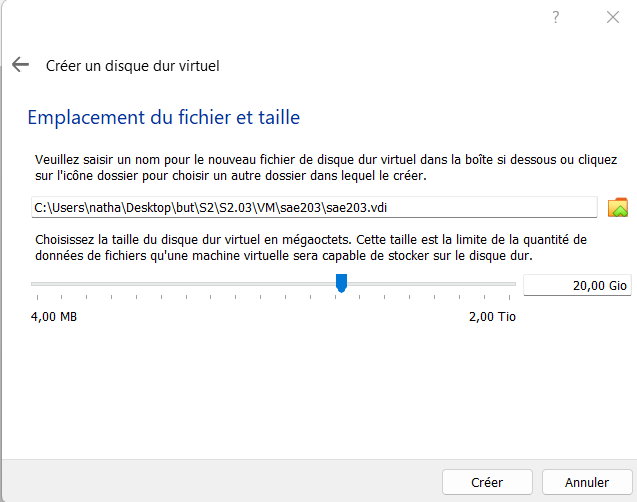 ?
Créer un disque dur virtuel
Emplacement du fichier et taille
Veuillez saisir un nom pour le nouveau fichier de disque dur virtuel dans la boîte si dessous ou cliquez
sur l'icône dossier pour choisir un autre dossier dans lequel le créer.
C:\Users\natha\Desktop\but\S2\S2.03\VM\sae203\sae203.vdi
Choisissez la taille du disque dur virtuel en mégaoctets. Cette taille est la limite de la quantité de
données de fichiers qu'une machine virtuelle sera capable de stocker sur le disque dur.
20,00 Gio
4,00 MB 2,00 Tio
Créer Annuler